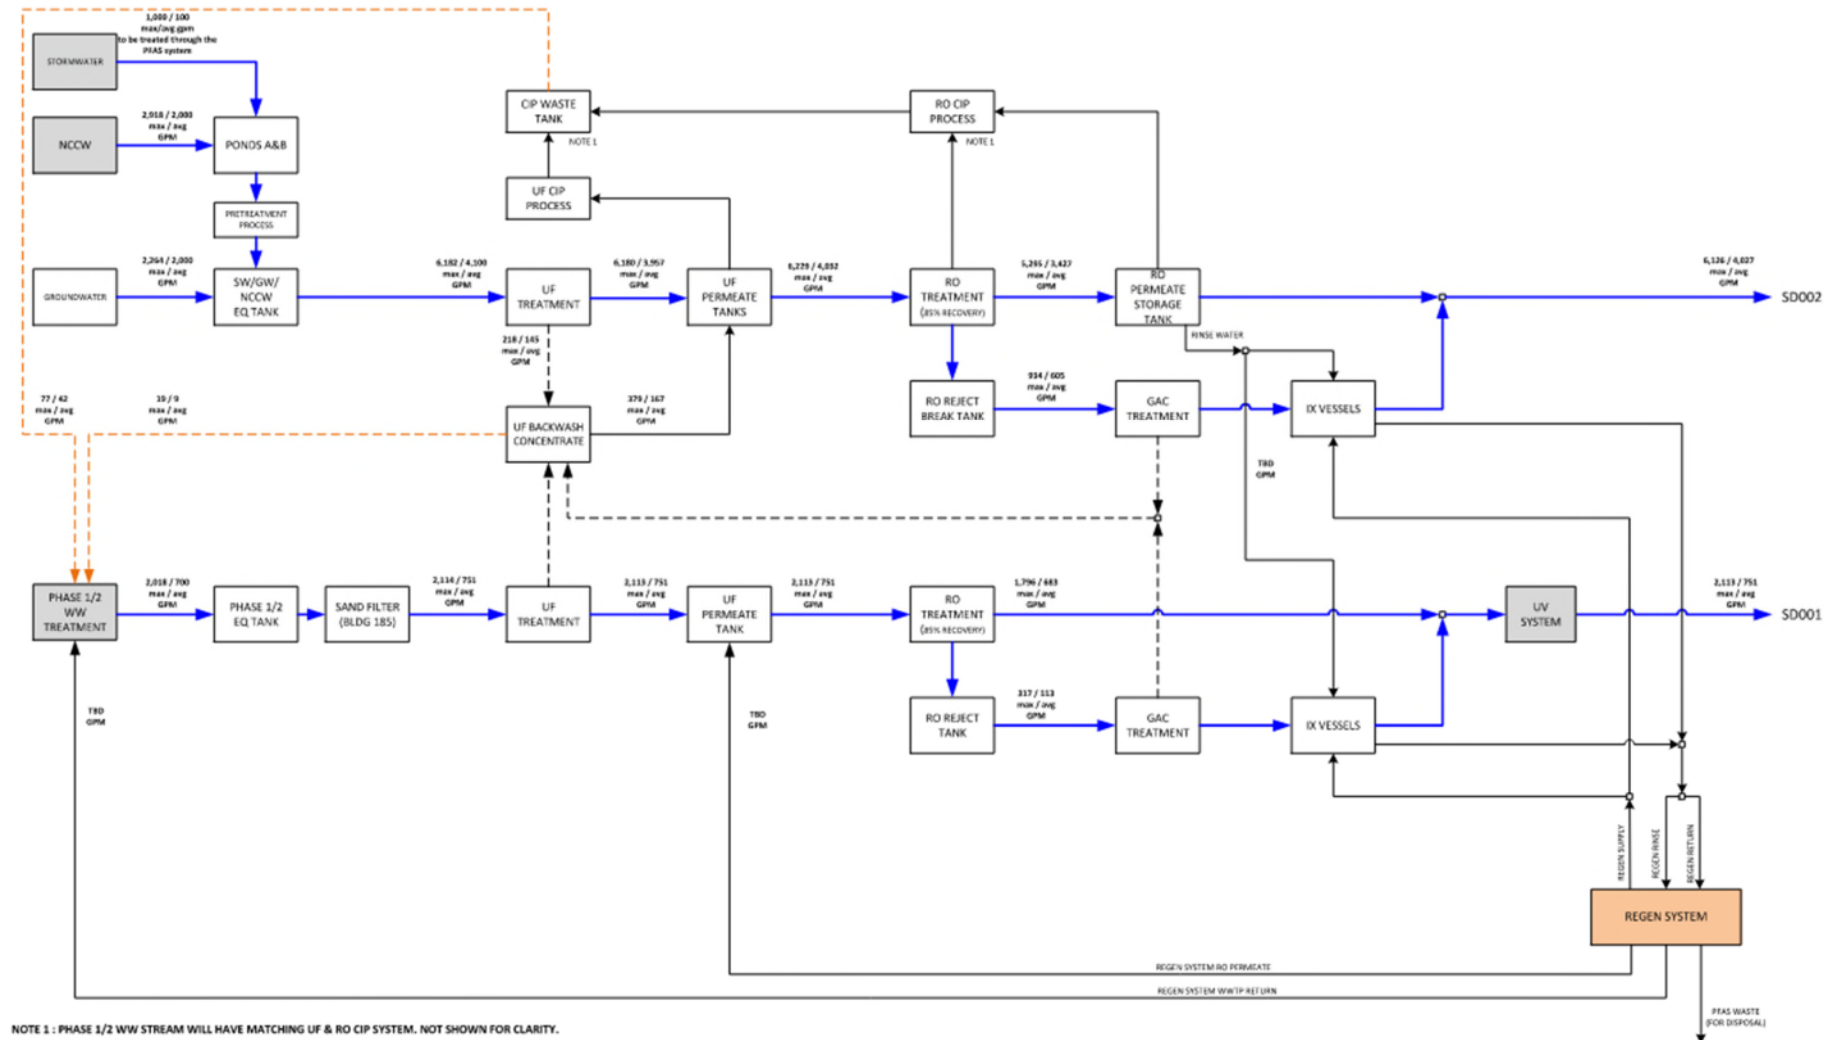 1,000 / 100
max/avg gpm
to be treated through the
PFAS system
STORMWATER
NCCW
2,918 / 2,000
max / avg
GPM
PONDS A&B
PRETREATMENT
PROCESS
GROUNDWATER
2,264 / 2,000
max / avg
GPM
SW/GW/
NCCW
EQ TANK
6,182 / 4,100
max / avg
GPM
CIP WASTE
TANK
NOTE 1
UF CIP
PROCESS
UF
TREATMENT
6,180 / 3,957
max / avg
GPM
UF
PERMEATE
TANKS
6,229 / 4,032
max / avg
GPM
RO CIP
PROCESS
NOTE 1
RO
TREATMENT
(85% RECOVERY)
5,295 / 3,427
max / avg
GPM
RO
PERMEATE
STORAGE
TANK
6,126 / 4,027
max / avg
GPM
SD002
RINSE WATER
218 / 145
max / avg
GPM
UF BACKWASH
CONCENTRATE
379 / 167
max / avg
GPM
RO REJECT
BREAK TANK
934 / 605
max / avg
GPM
GAC
TREATMENT
IX VESSELS
TBD
GPM
77 / 42
max / avg
GPM
19 / 9
max / avg
GPM
PHASE 1/2
WW
TREATMENT
2,018 / 700
max / avg
GPM
PHASE 1/2
EQ TANK
SAND FILTER
(BLDG 185)
2,114 / 751
max / avg
GPM
UF
TREATMENT
2,113 / 751
max / avg
GPM
UF
PERMEATE
TANK
2,113 / 751
max / avg
GPM
RO
TREATMENT
(85% RECOVERY)
1,796 / 683
max / avg
GPM
UV
SYSTEM
2,113 / 751
max / avg
GPM
SD001
TBD
GPM
TBD
GPM
RO REJECT
TANK
317 / 113
max / avg
GPM
GAC
TREATMENT
IX VESSELS
REGEN SUPPLY
REGEN RINSE
REGEN RETURN
REGEN SYSTEM
REGEN SYSTEM RO PERMEATE
REGEN SYSTEM WWTP RETURN
PFAS WASTE
(FOR DISPOSAL)
NOTE 1 : PHASE 1/2 WW STREAM WILL HAVE MATCHING UF & RO CIP SYSTEM. NOT SHOWN FOR CLARITY.